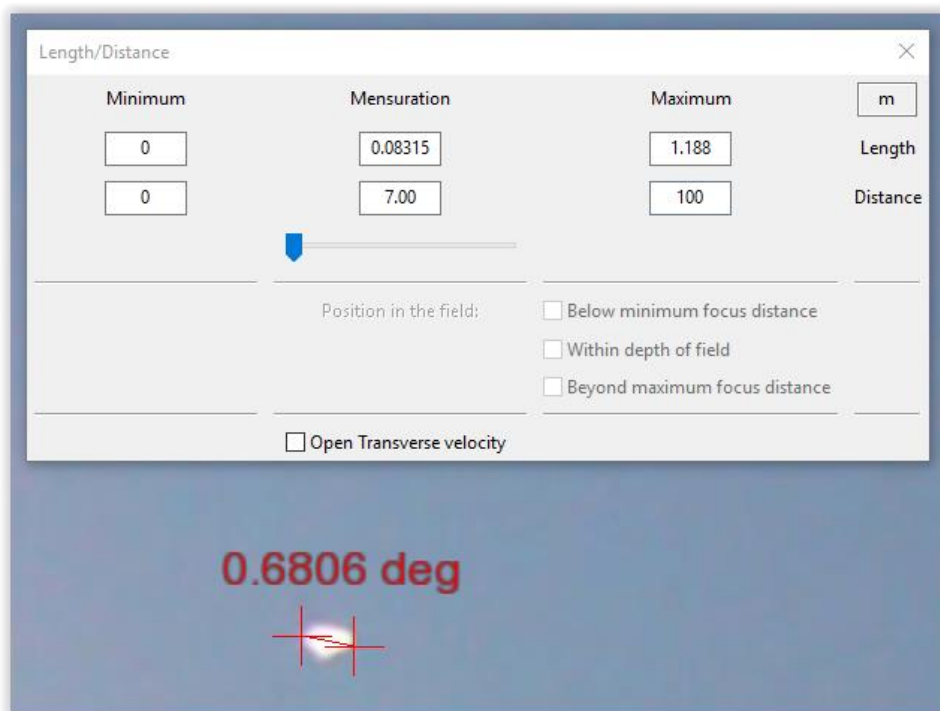 Length/Distance
Minimum Mensuration Maximum m
0 0.08315 1.188 Length
0 7.00 100 Distance
Position in the field: Below minimum focus distance
Within depth of field
Beyond maximum focus distance
Open Transverse velocity
0.6806 deg